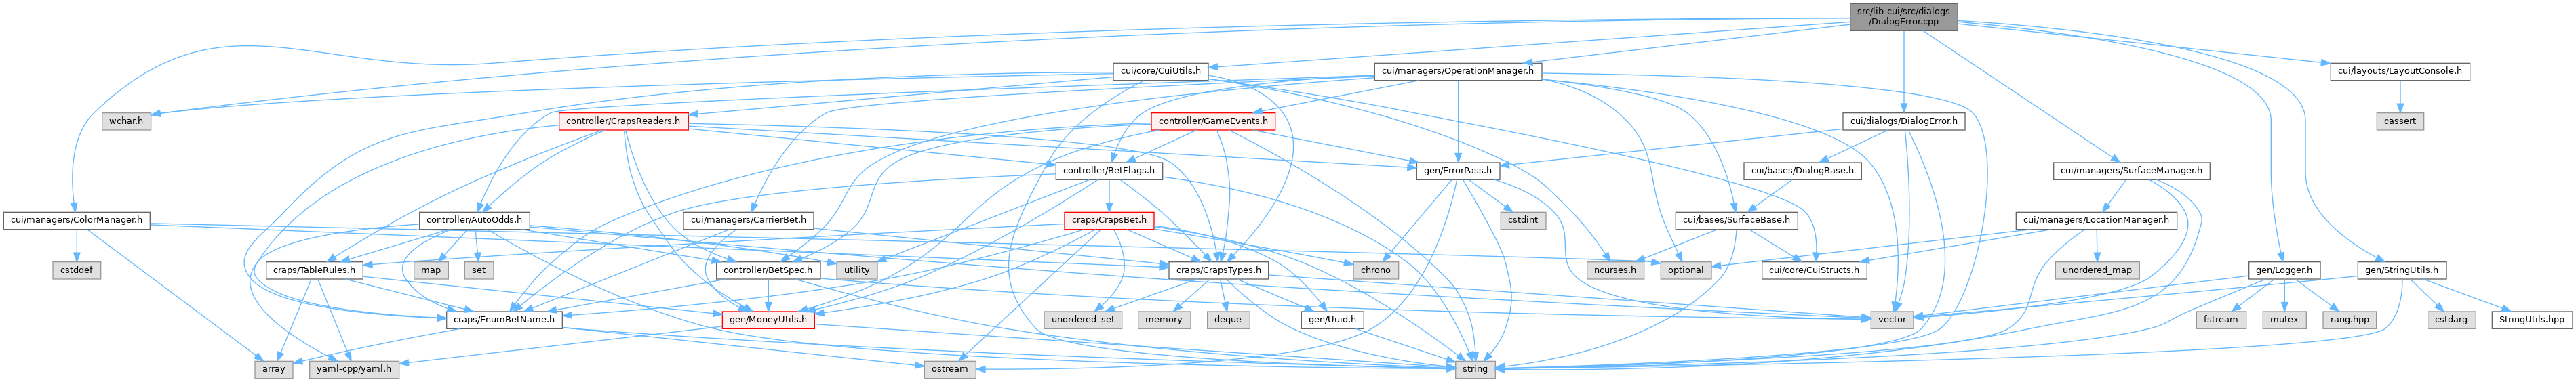 src/lib-cui/src/dialogs
/DialogError.cpp
cui/core/CuiUtils.h
cui/managers/OperationManager.h
cui/layouts/LayoutConsole.h
wchar.h
controller/CrapsReaders.h
controller/GameEvents.h
cui/dialogs/DialogError.h
cassert
controller/BetFlags.h
gen/ErrorPass.h
cui/bases/DialogBase.h
cui/managers/SurfaceManager.h
cui/managers/ColorManager.h
controller/AutoOdds.h
cui/managers/CarrierBet.h
craps/CrapsBet.h
cstdint
cui/bases/SurfaceBase.h
cui/managers/LocationManager.h
cstddef
craps/TableRules.h
map
set
controller/BetSpec.h
utility
craps/CrapsTypes.h
chrono
ncurses.h
optional
cui/core/CuiStructs.h
unordered_map
gen/Logger.h
gen/StringUtils.h
craps/EnumBetName.h
gen/MoneyUtils.h
unordered_set
memory
deque
gen/Uuid.h
vector
fstream
mutex
rang.hpp
cstdarg
StringUtils.hpp
array
yaml-cpp/yaml.h
ostream
string